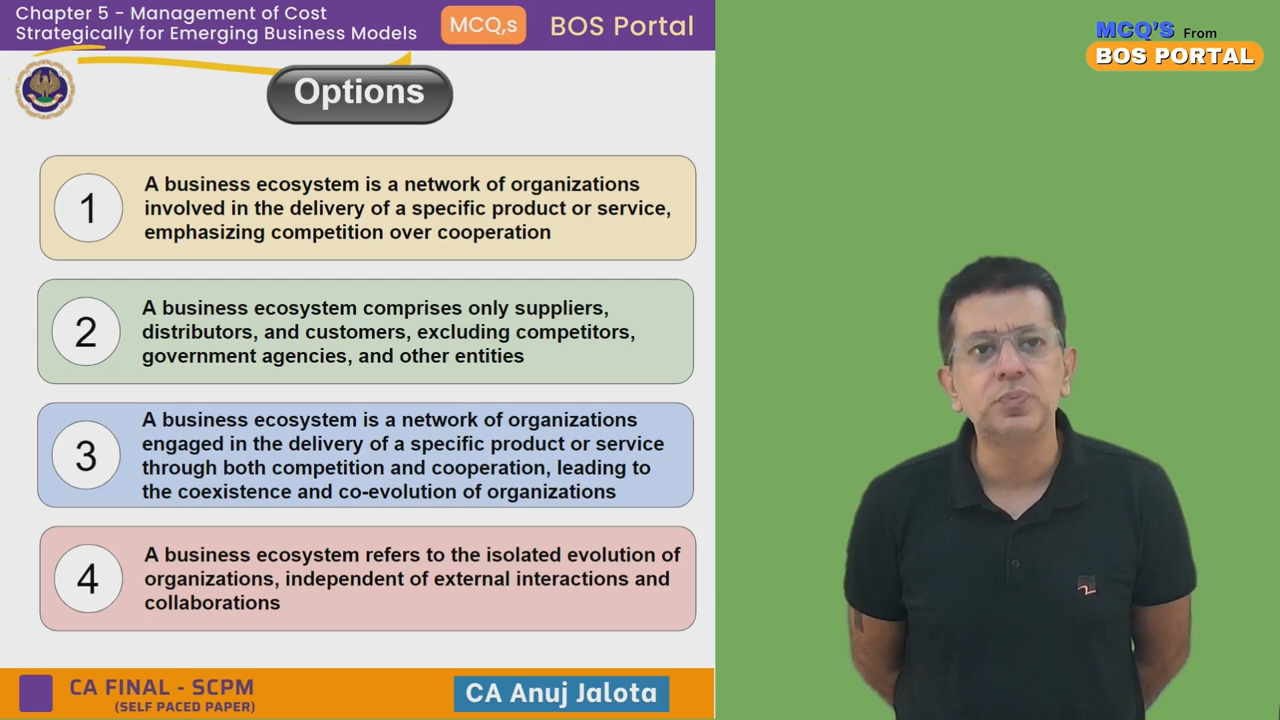 Chapter 5 - Management of Cost
Strategically for Emerging Business Models
MCQ,s
BOS Portal
MCQ'S From
BOS PORTAL
Options
1
A business ecosystem is a network of organizations
involved in the delivery of a specific product or service,
emphasizing competition over cooperation
2
A business ecosystem comprises only suppliers,
distributors, and customers, excluding competitors,
government agencies, and other entities
3
A business ecosystem is a network of organizations
engaged in the delivery of a specific product or service
through both competition and cooperation, leading to
the coexistence and co-evolution of organizations
4
A business ecosystem refers to the isolated evolution of
organizations, independent of external interactions and
collaborations
CA FINAL - SCPM
(SELF PACED PAPER)
CA Anuj Jalota